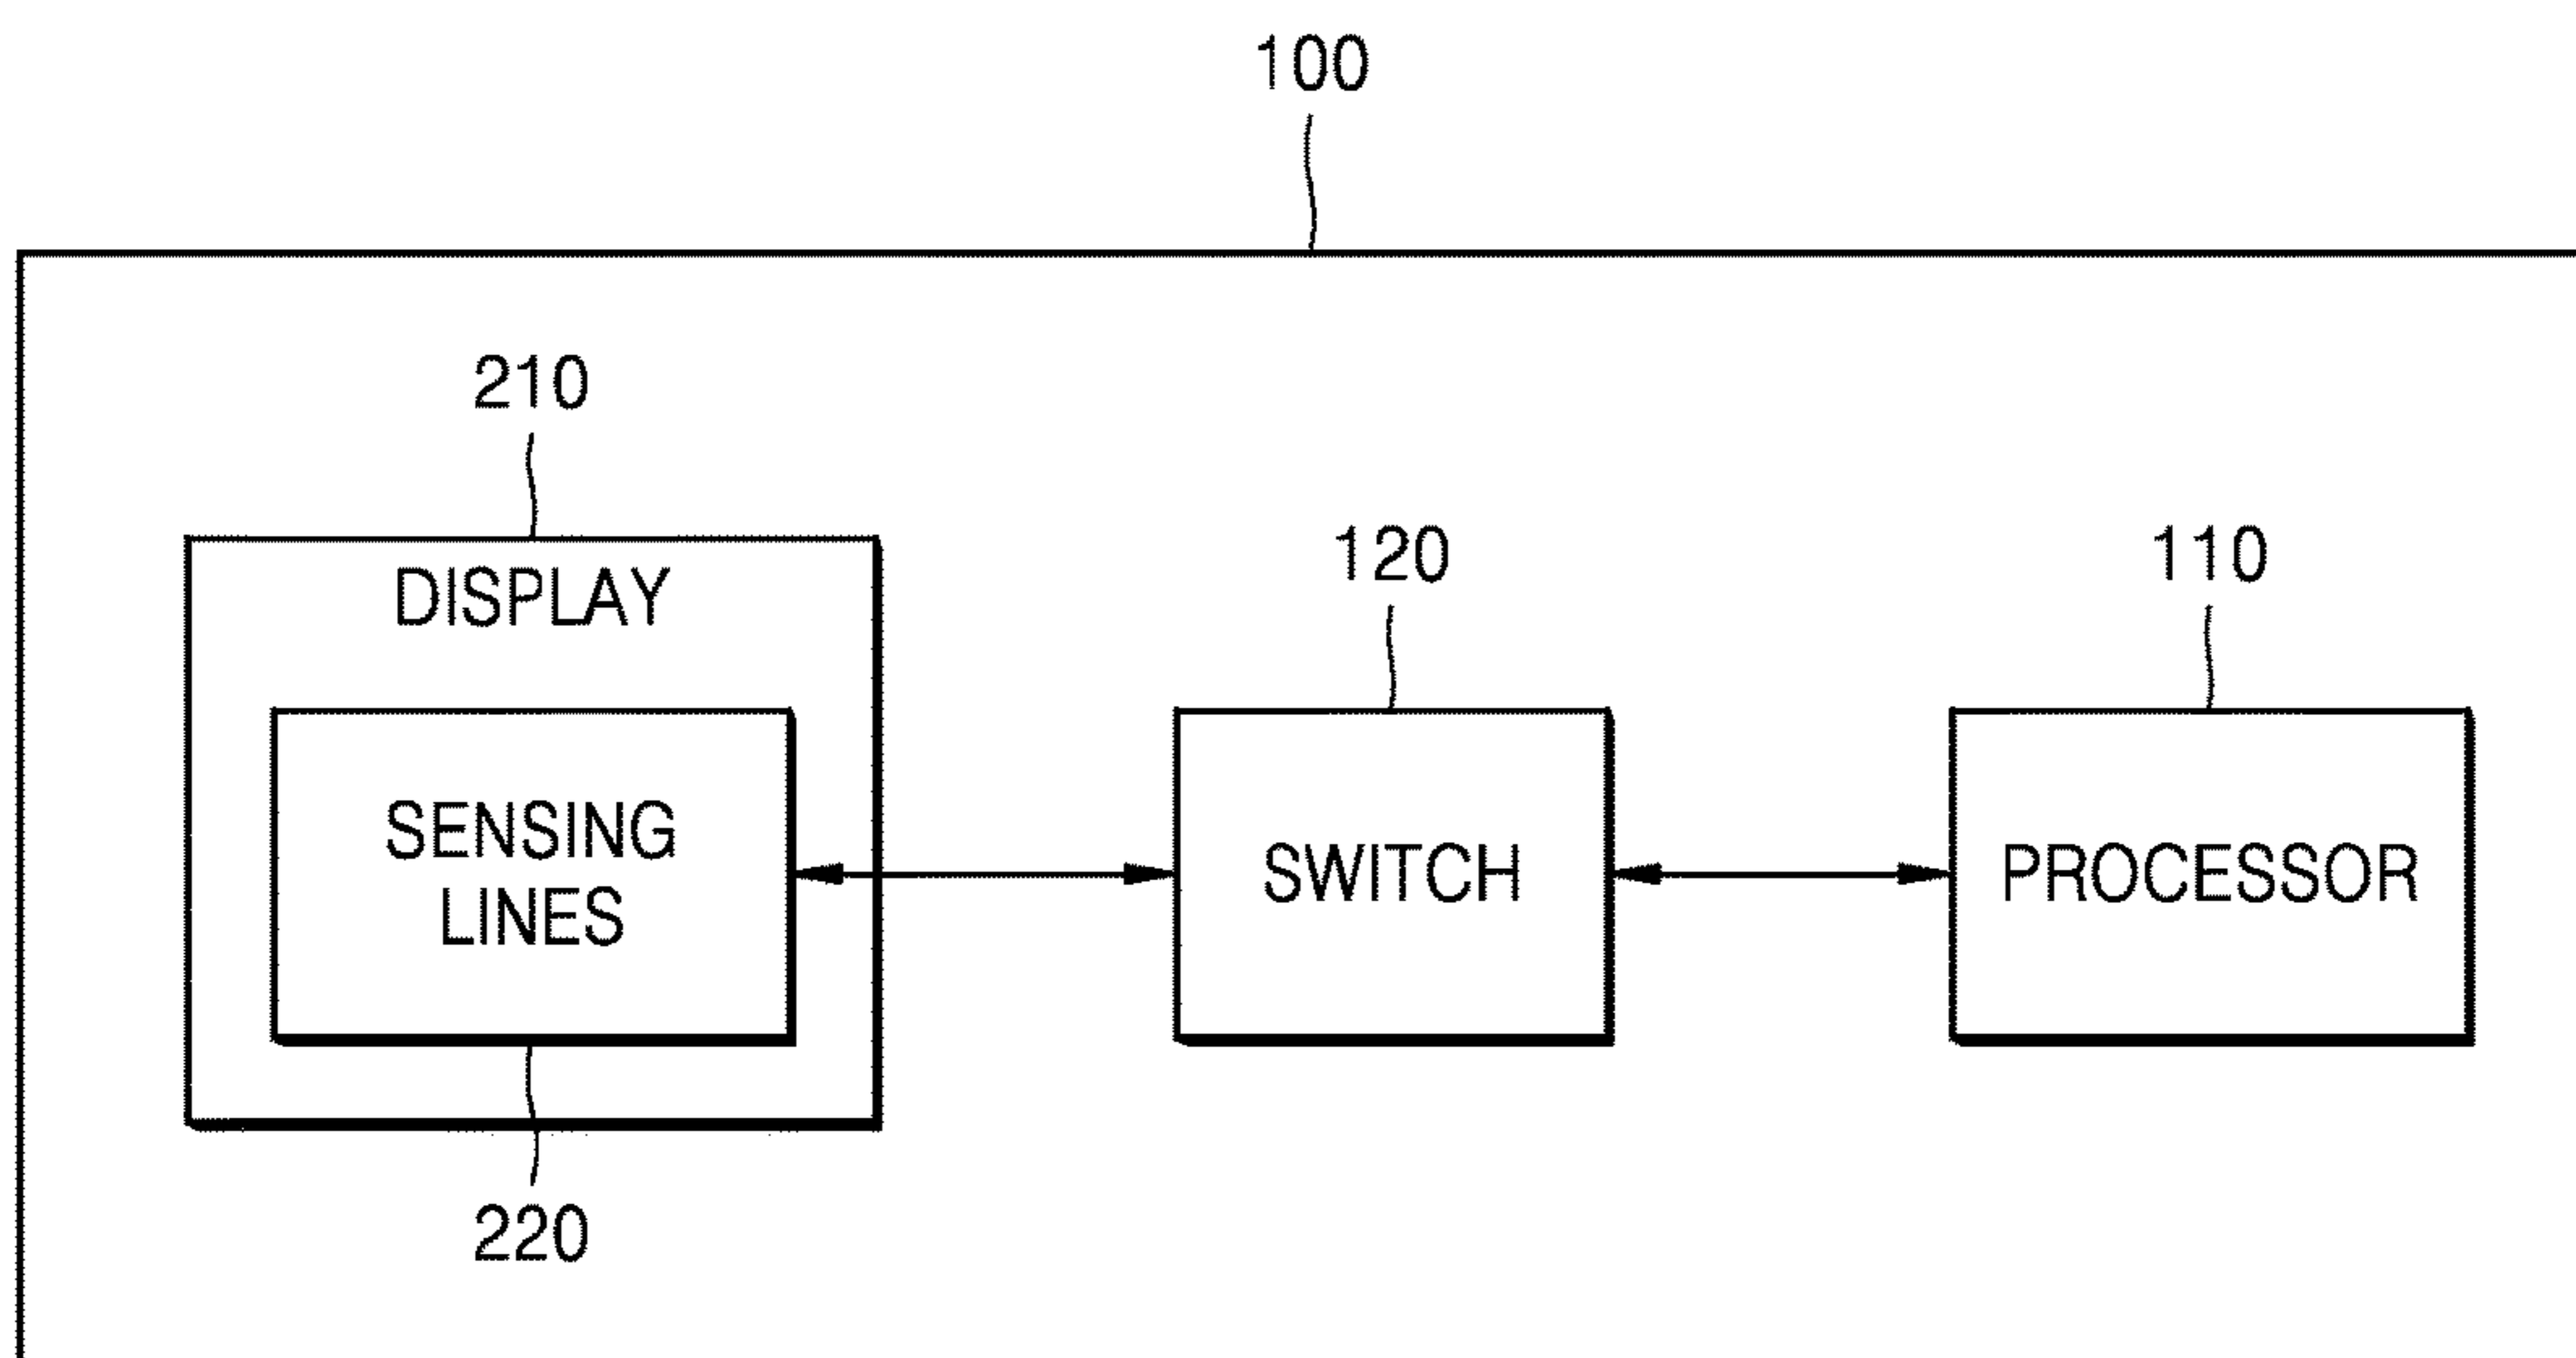 100
210
DISPLAY
120
110
SENSING
LINES
SWITCH
PROCESSOR
220